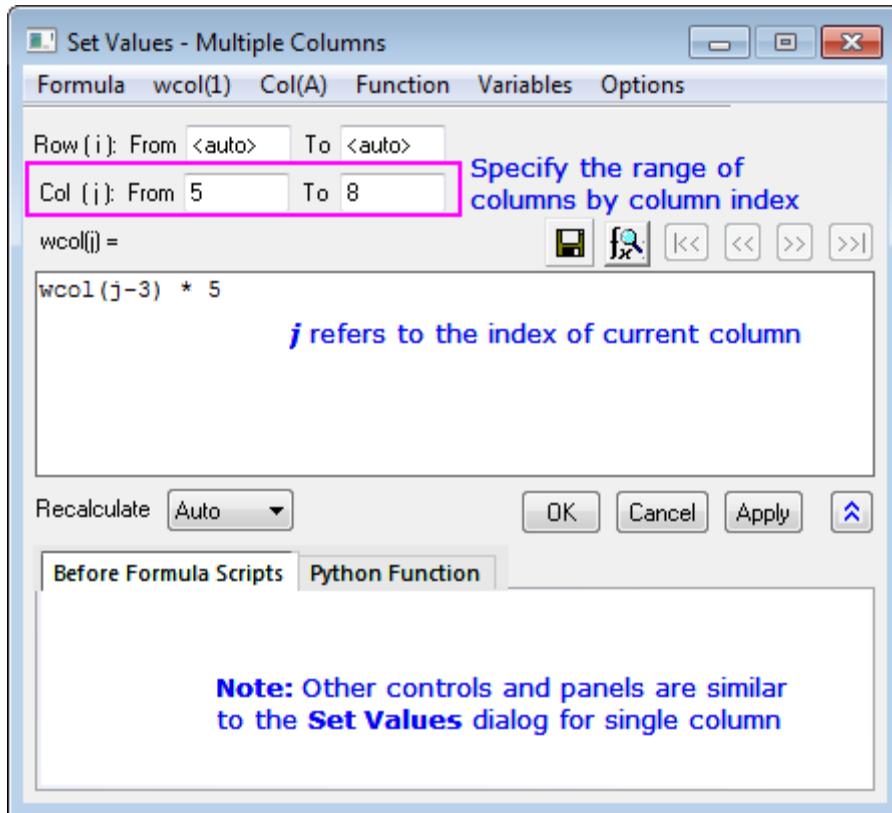 Set Values - Multiple Columns
Formula wcol(1) Col(A) Function Variables Options
Row ( i ): From <auto> To <auto>
Col ( j ): From 5 To 8
Specify the range of
columns by column index
wcol(j) =
wcol(j-3) * 5
j refers to the index of current column
Recalculate Auto OK Cancel Apply
Before Formula Scripts Python Function
Note: Other controls and panels are similar
to the Set Values dialog for single column